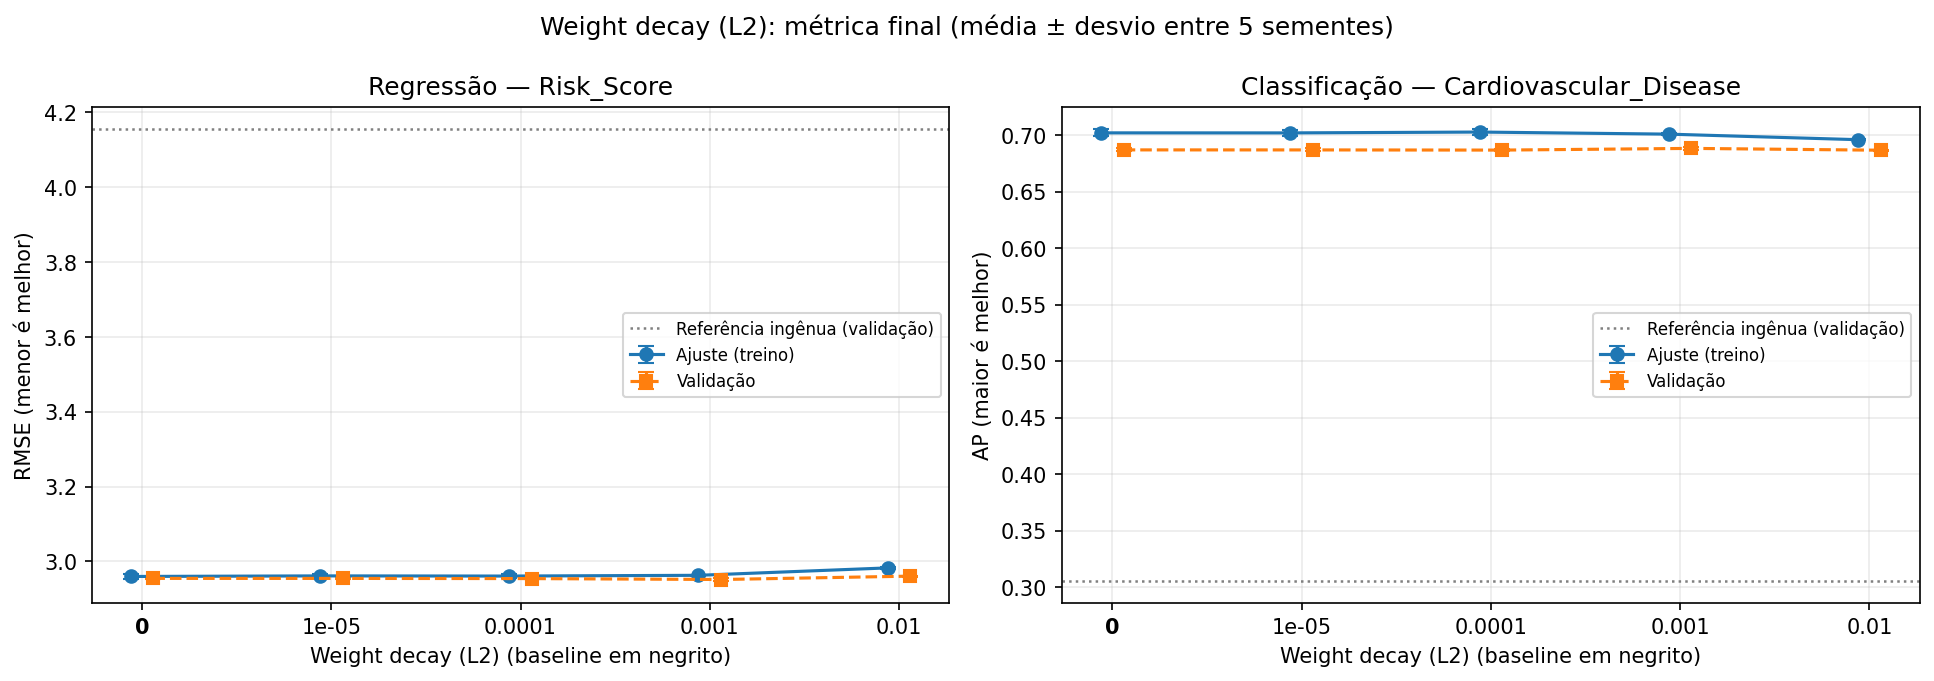 Weight decay (L2): métrica final (média ± desvio entre 5 sementes)
Regressão — Risk_Score
RMSE (menor é melhor)
4.2
4.0
3.8
3.6
3.4
3.2
3.0
Referência ingênua (validação)
Ajuste (treino)
Validação
0
1e-05
0.0001
0.001
0.01
Weight decay (L2) (baseline em negrito)
Classificação — Cardiovascular_Disease
AP (maior é melhor)
0.70
0.65
0.60
0.55
0.50
0.45
0.40
0.35
0.30
Referência ingênua (validação)
Ajuste (treino)
Validação
0
1e-05
0.0001
0.001
0.01
Weight decay (L2) (baseline em negrito)